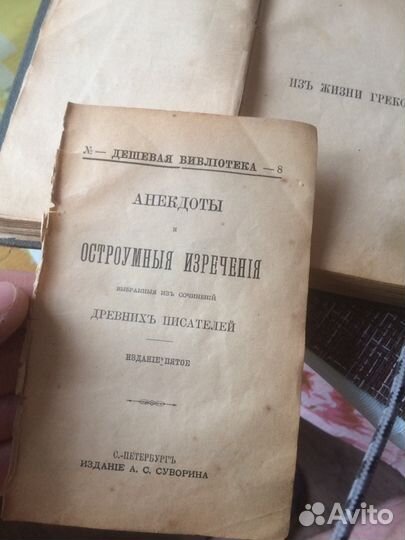 ИЗЪ ЖИЗНИ ГРЕКО
№ — ДЕШЕВАЯ БИБЛІОТЕКА — 8
АНЕКДОТЫ
И
ОСТРОУМНЫЯ ИЗРЕЧЕНІЯ
ВЫБРАННЫЯ ИЗЪ СОЧИНЕНІЙ
ДРЕВНИХЪ ПИСАТЕЛЕЙ
ИЗДАНІЕ ПЯТОЕ
С.-ПЕТЕРБУРГЪ
ИЗДАНІЕ А. С. СУВОРИНА
Avito